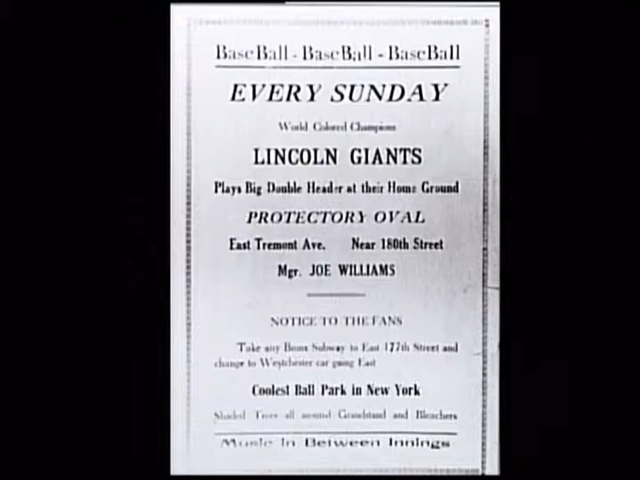 BaseBall - BaseBall - BaseBall
EVERY SUNDAY
World Colored Champions
LINCOLN GIANTS
Plays Big Double Header at their Home Ground
PROTECTORY OVAL
East Tremont Ave. Near 180th Street
Mgr. JOE WILLIAMS
NOTICE TO THE FANS
Take any Bronx Subway to East 177th Street and
change to Westchester car going East
Coolest Ball Park in New York
Shaded Trees all around Grandstand and Bleachers
Music in Between Innings